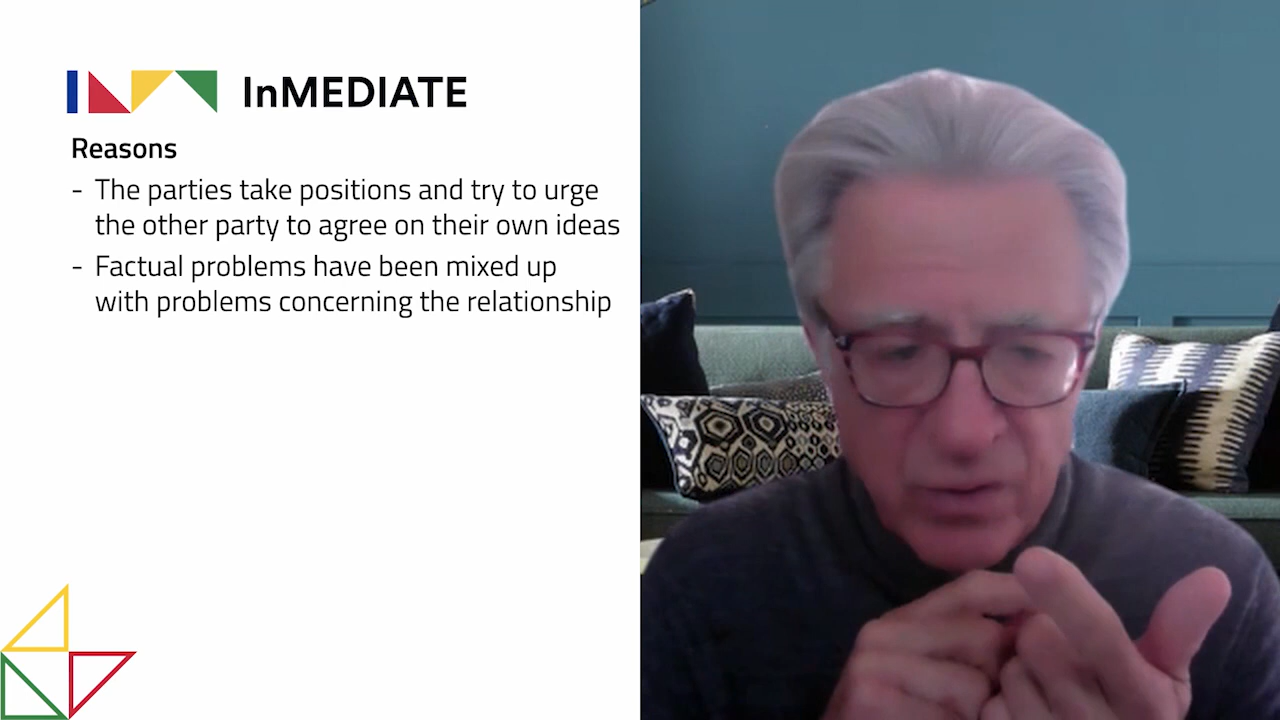 InMEDIATE
Reasons
- The parties take positions and try to urge
the other party to agree on their own ideas
- Factual problems have been mixed up
with problems concerning the relationship